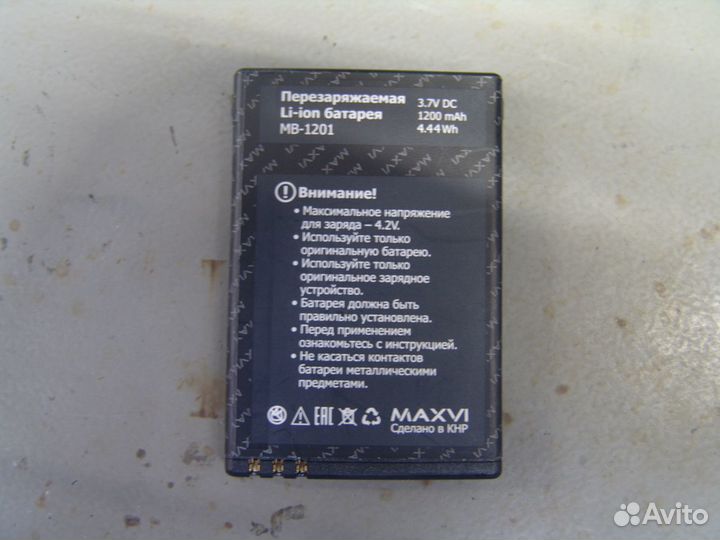 Перезаряжаемая
Li-ion батарея
MB-1201
3.7V DC
1200 mAh
4.44Wh
Внимание!
• Максимальное напряжение
для заряда – 4.2V.
• Используйте только
оригинальную батарею.
• Используйте только
оригинальное зарядное
устройство.
• Батарея должна быть
правильно установлена.
• Перед применением
ознакомьтесь с инструкцией.
• Не касаться контактов
батареи металлическими
предметами.
EAC
MAXVI
Сделано в КНР
Avito